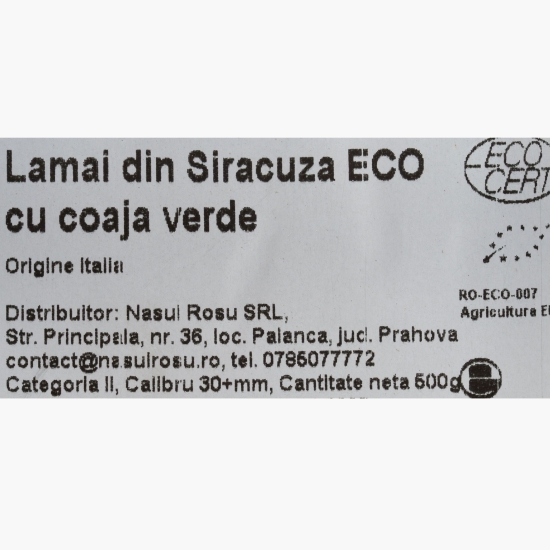 Lamai din Siracuza ECO
cu coaja verde
Origine Italia
Distribuitor: Nasul Rosu SRL,
Str. Principala, nr. 36, loc. Palanca, jud. Prahova
contact@nasulrosu.ro, tel. 0785077772
Categoria II, Calibru 30+mm, Cantitate neta 500g
ECO
CERT
RO-ECO-007
Agricultura